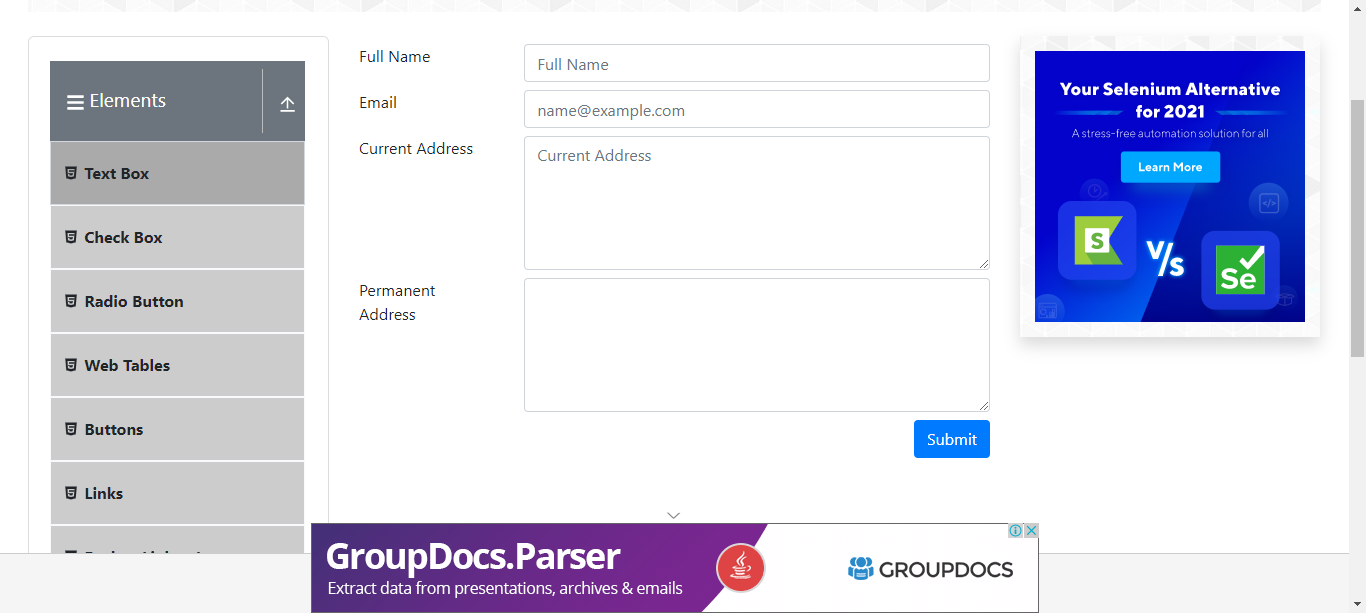 Elements
Text Box
Check Box
Radio Button
Web Tables
Buttons
Links
Full Name
Full Name
Email
name@example.com
Current Address
Current Address
Permanent
Address
Submit
Your Selenium Alternative
for 2021
A stress-free automation solution for all
Learn More
S
V/s
Se
GroupDocs.Parser
Extract data from presentations, archives & emails
GROUPDOCS